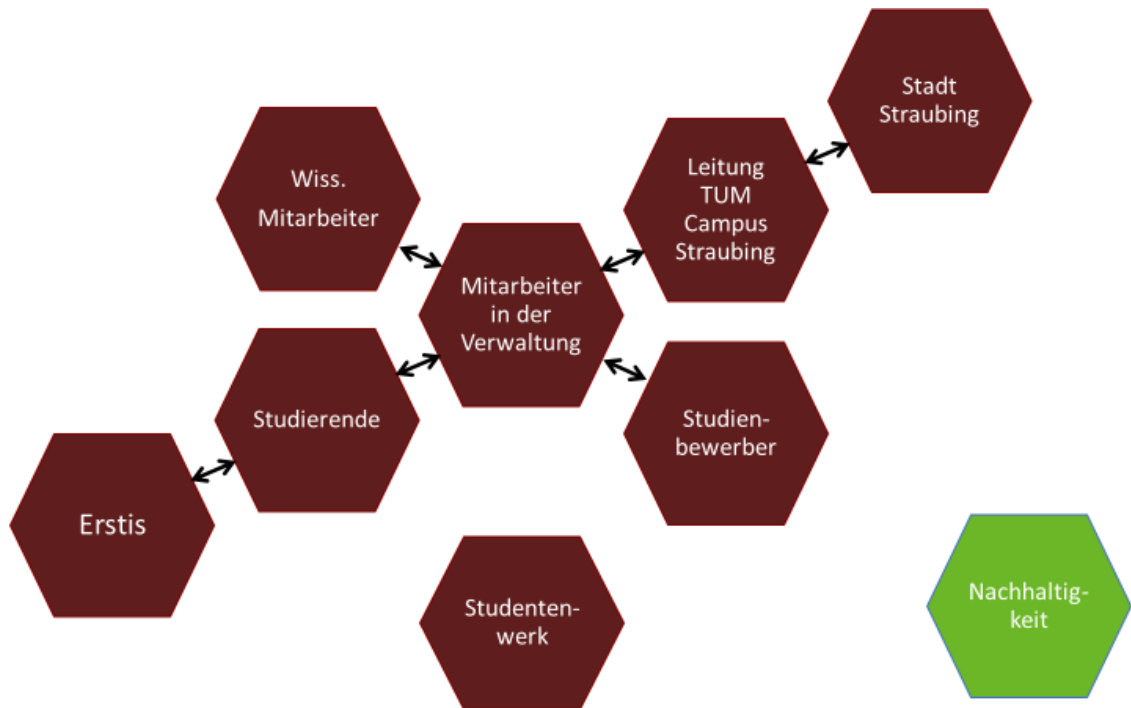 Stadt
Straubing
Wiss.
Mitarbeiter
Leitung
TUM
Campus
Straubing
Mitarbeiter
in der
Verwaltung
Studierende
Studien-
bewerber
Erstis
Studenten-
werk
Nachhaltig-
keit